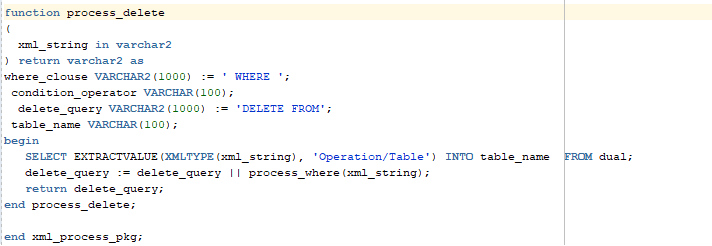 function process_delete
(
  xml_string in varchar2
) return varchar2 as
where_clouse VARCHAR2(1000) := ' WHERE ';
 condition_operator VARCHAR(100);
  delete_query VARCHAR2(1000) := 'DELETE FROM';
 table_name VARCHAR(100);
begin
   SELECT EXTRACTVALUE(XMLTYPE(xml_string), 'Operation/Table') INTO table_name  FROM dual;
   delete_query := delete_query || process_where(xml_string);
   return delete_query;
end process_delete;

end xml_process_pkg;